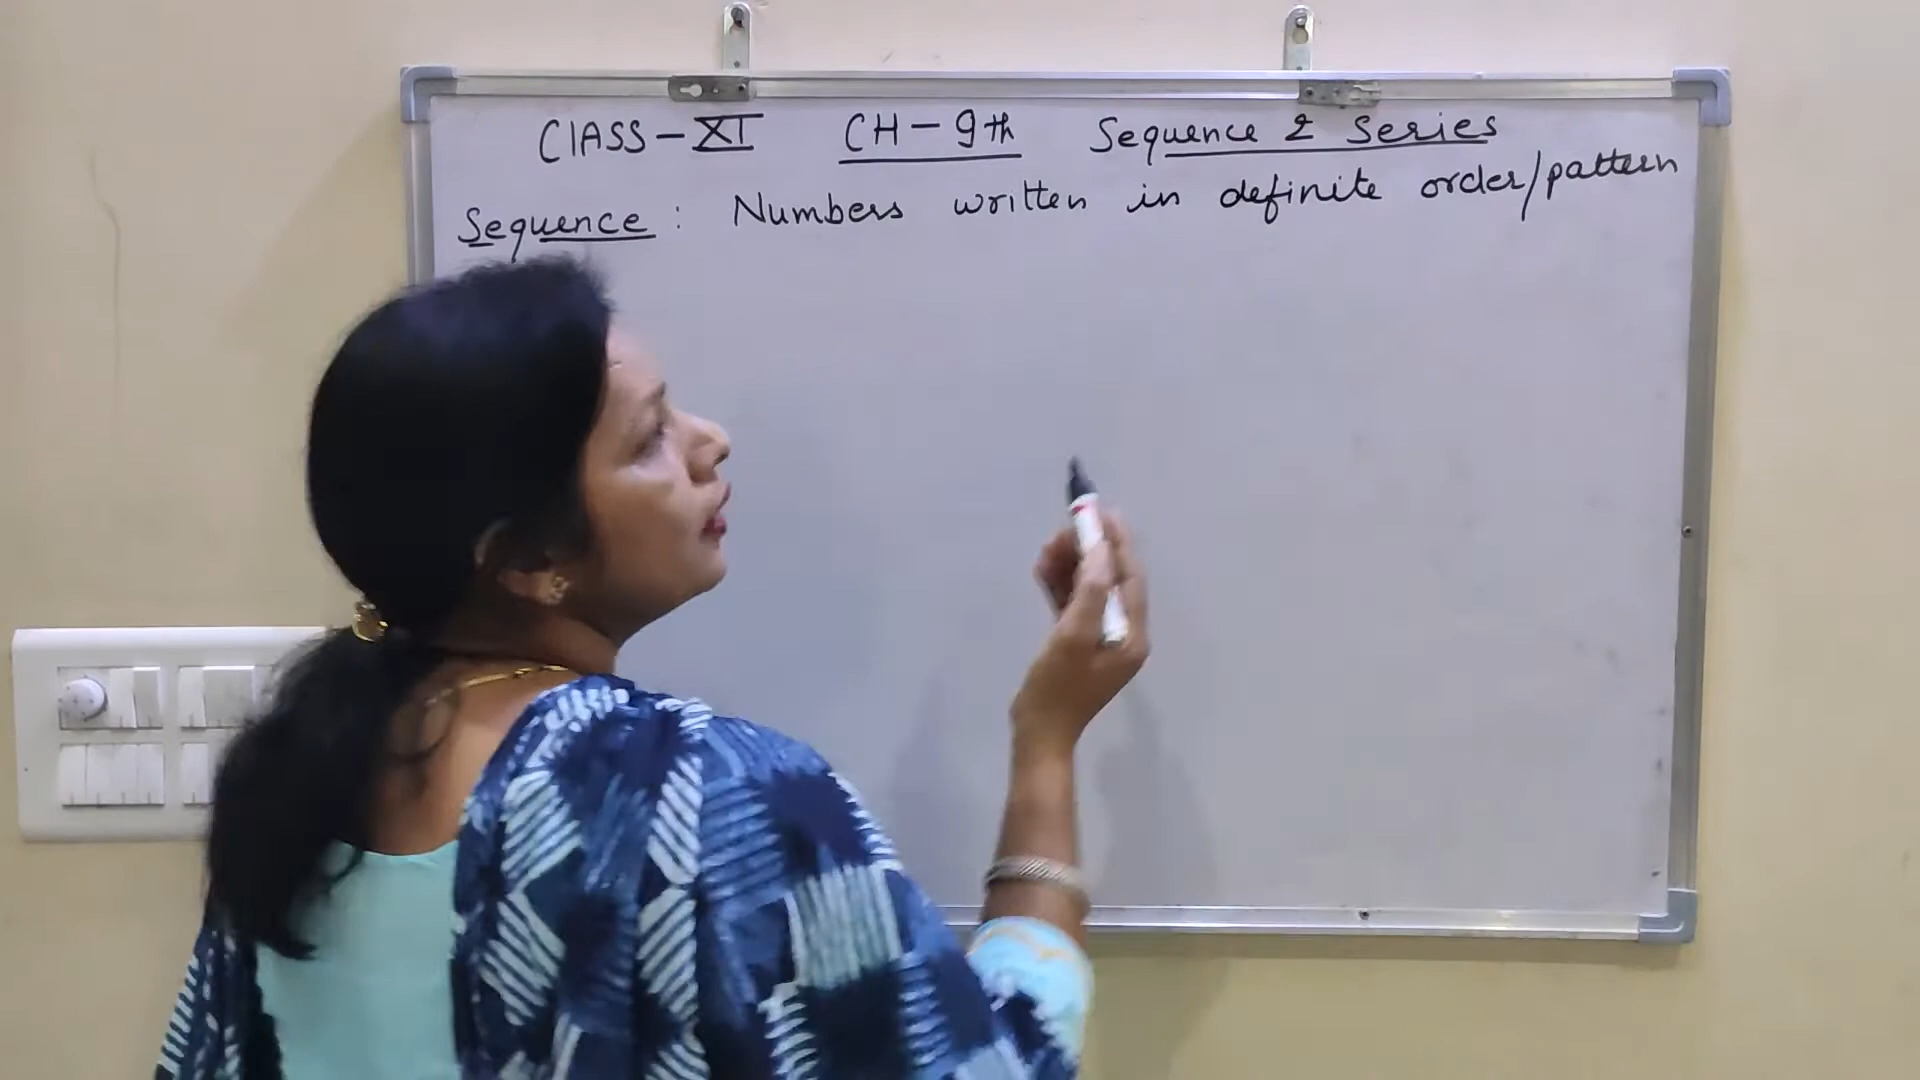 CLASS-XI CH-9th Sequence & Series
Sequence : Numbers written in definite order/pattern